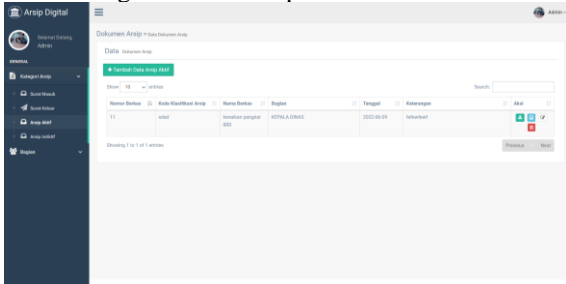 Arsip Digital
Admin
Selamat Datang,
Admin
GENERAL
Kategori Arsip
Surat Masuk
Surat Keluar
Arsip Aktif
Arsip Inaktif
Bagian
Dokumen Arsip > Data Dokumen Arsip
Data Dokumen Arsip
+ Tambah Data Arsip Aktif
Show 10 entries
Search:
Nomor Berkas Kode Klasifikasi Arsip Nama Berkas Bagian Tanggal Keterangan Aksi
11 kenaikan pangkat KEPALA DINAS 2022-06-09
Showing 1 to 1 of 1 entries
Previous Next